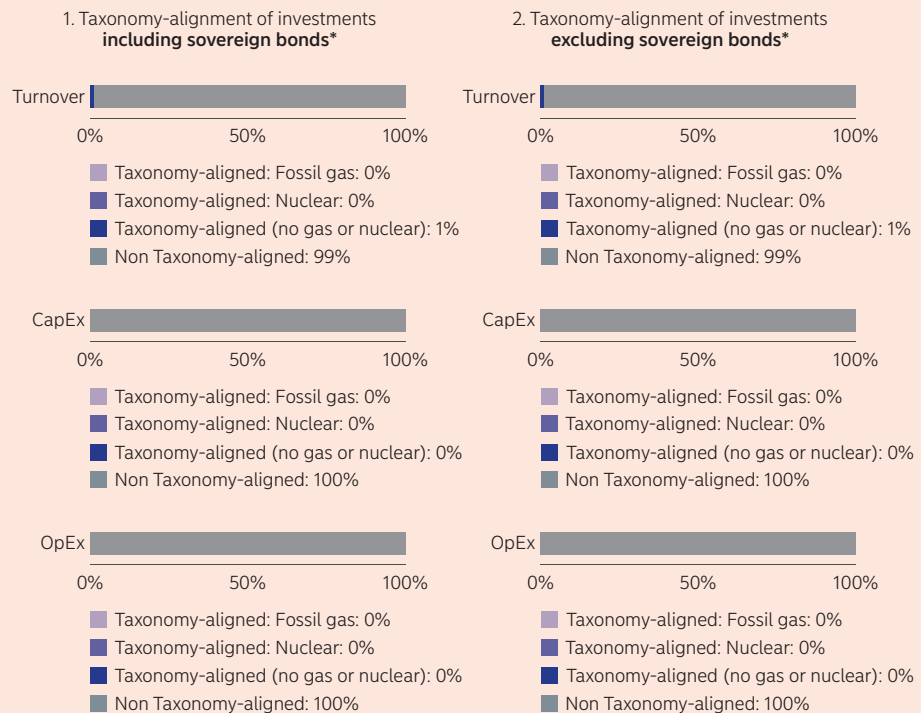 1. Taxonomy-alignment of investments
including sovereign bonds*
Turnover
0% 50% 100%
Taxonomy-aligned: Fossil gas: 0%
Taxonomy-aligned: Nuclear: 0%
Taxonomy-aligned (no gas or nuclear): 1%
Non Taxonomy-aligned: 99%
CapEx
0% 50% 100%
Taxonomy-aligned: Fossil gas: 0%
Taxonomy-aligned: Nuclear: 0%
Taxonomy-aligned (no gas or nuclear): 0%
Non Taxonomy-aligned: 100%
OpEx
0% 50% 100%
Taxonomy-aligned: Fossil gas: 0%
Taxonomy-aligned: Nuclear: 0%
Taxonomy-aligned (no gas or nuclear): 0%
Non Taxonomy-aligned: 100%
2. Taxonomy-alignment of investments
excluding sovereign bonds*
Turnover
0% 50% 100%
Taxonomy-aligned: Fossil gas: 0%
Taxonomy-aligned: Nuclear: 0%
Taxonomy-aligned (no gas or nuclear): 1%
Non Taxonomy-aligned: 99%
CapEx
0% 50% 100%
Taxonomy-aligned: Fossil gas: 0%
Taxonomy-aligned: Nuclear: 0%
Taxonomy-aligned (no gas or nuclear): 0%
Non Taxonomy-aligned: 100%
OpEx
0% 50% 100%
Taxonomy-aligned: Fossil gas: 0%
Taxonomy-aligned: Nuclear: 0%
Taxonomy-aligned (no gas or nuclear): 0%
Non Taxonomy-aligned: 100%